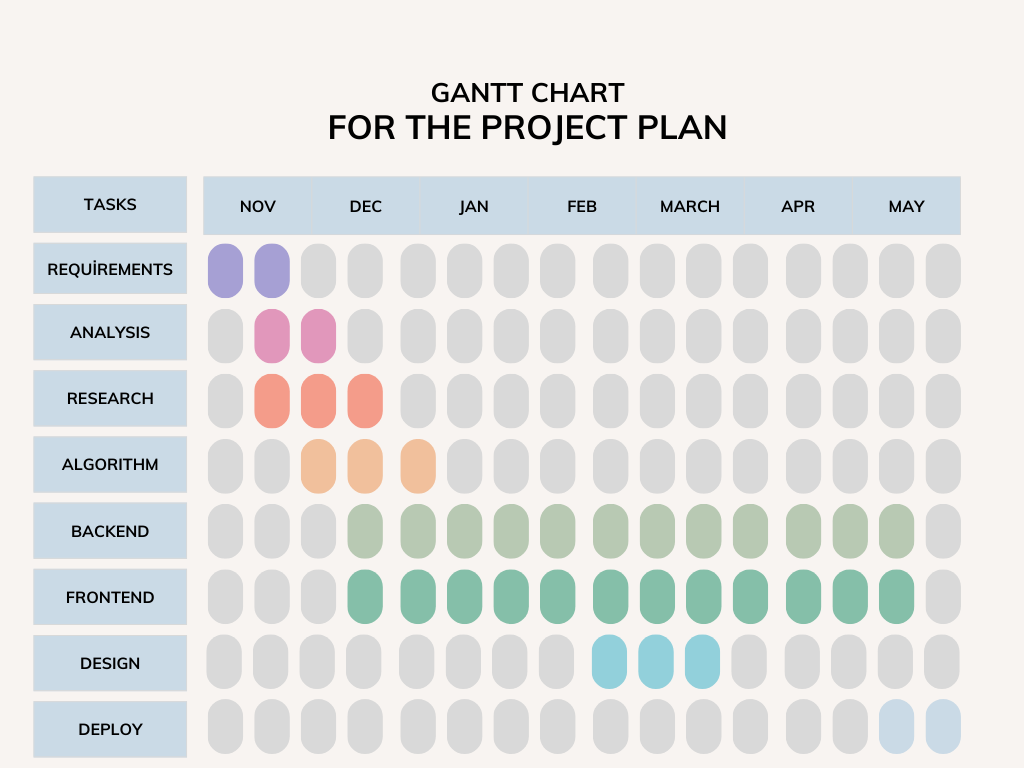 GANTT CHART
FOR THE PROJECT PLAN
TASKS NOV DEC JAN FEB MARCH APR MAY
REQUİREMENTS
ANALYSIS
RESEARCH
ALGORITHM
BACKEND
FRONTEND
DESIGN
DEPLOY